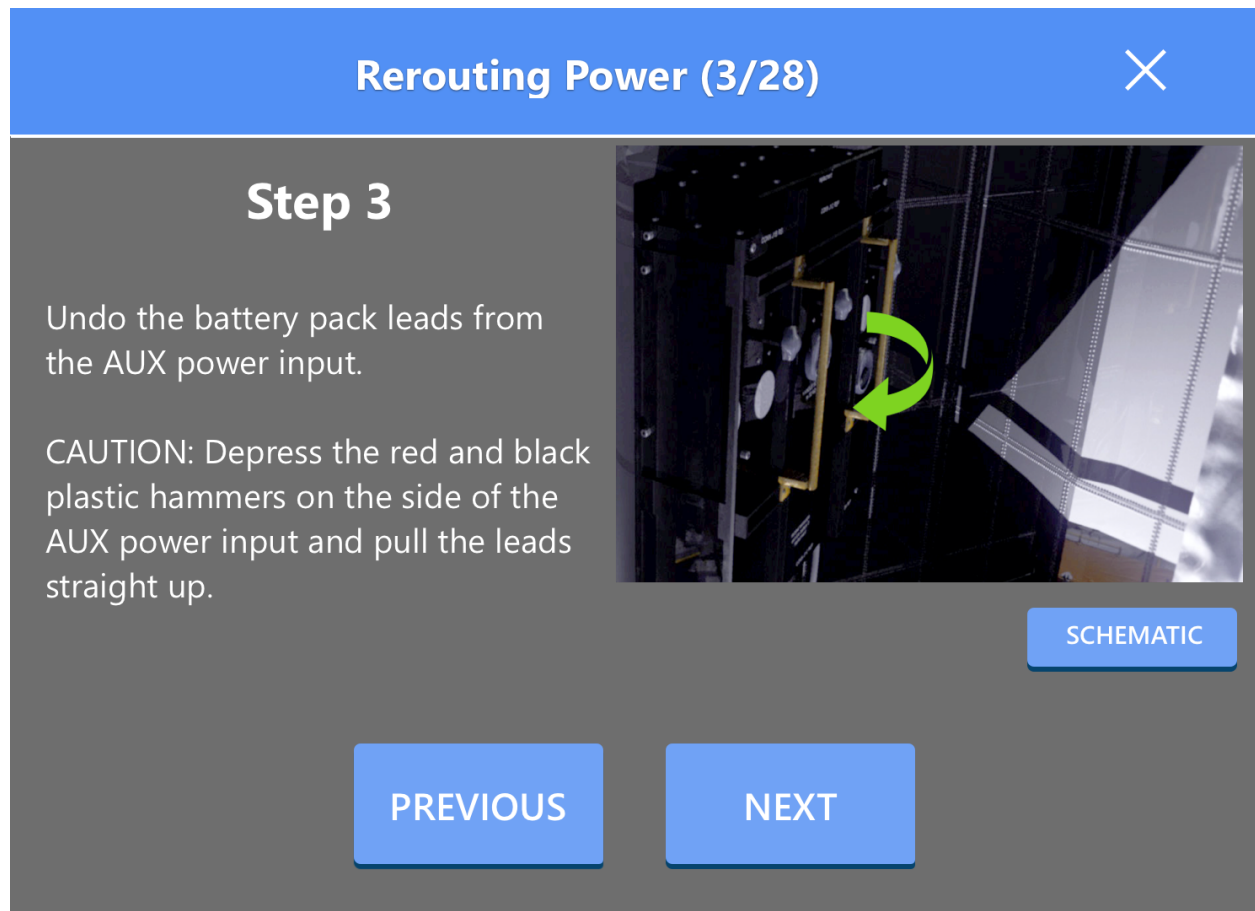 Rerouting Power (3/28)
Step 3
Undo the battery pack leads from
the AUX power input.
CAUTION: Depress the red and black
plastic hammers on the side of the
AUX power input and pull the leads
straight up.
SCHEMATIC
PREVIOUS
NEXT